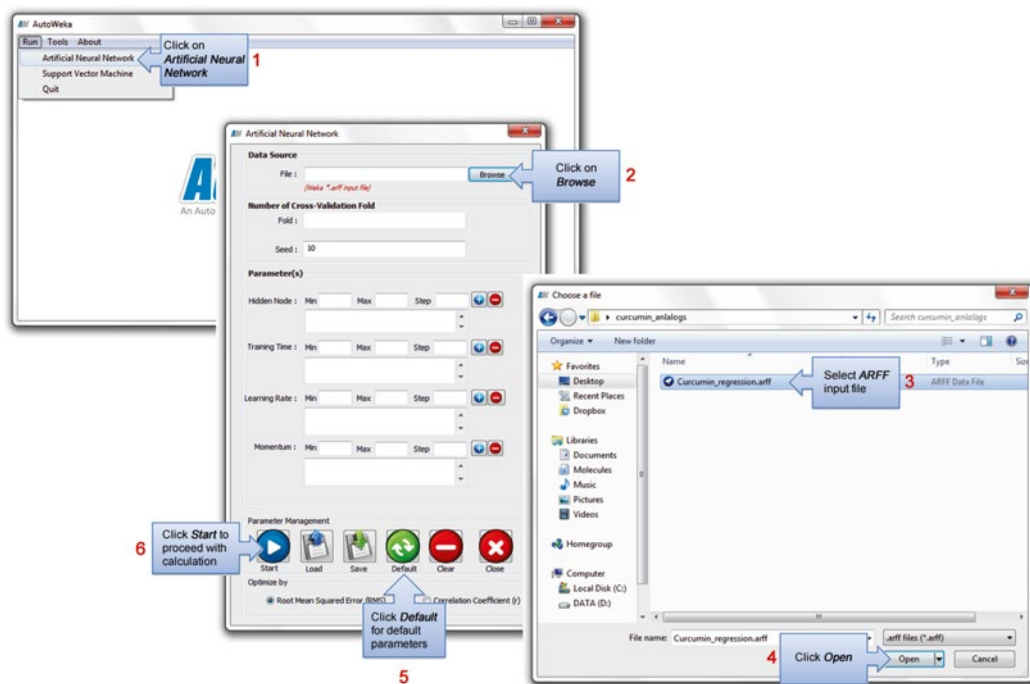 AutoWeka
Run Tools About
Artificial Neural Network
Support Vector Machine
Quit
Click on
Artificial Neural
Network
1
An Auto
Artificial Neural Network
Data Source
File :
Browse
(Weka *.arff input file)
Click on
Browse
2
Number of Cross-Validation Fold
Fold :
Seed : 10
Parameter(s)
Hidden Node : Min Max Step
Training Time : Min Max Step
Learning Rate : Min Max Step
Momentum : Min Max Step
Parameter Management
Start Load Save Default Clear Close
Optimize by
Root Mean Squared Error (RMS) Correlation Coefficient (r)
6
Click Start to
proceed with
calculation
Click Default
for default
parameters
5
Choose a file
curcumin_anlalogs
Search curcumin_anlalogs
Organize New folder
Name Type Siz
Curcumin_regression.arff ARFF Data File
Select ARFF
input file
3
Favorites
Desktop
Recent Places
Dropbox
Libraries
Documents
Molecules
Music
Pictures
Videos
Homegroup
Computer
Local Disk (C:)
DATA (D:)
File name: Curcumin_regression.arff
.arff files (*.arff)
4
Click Open
Open Cancel